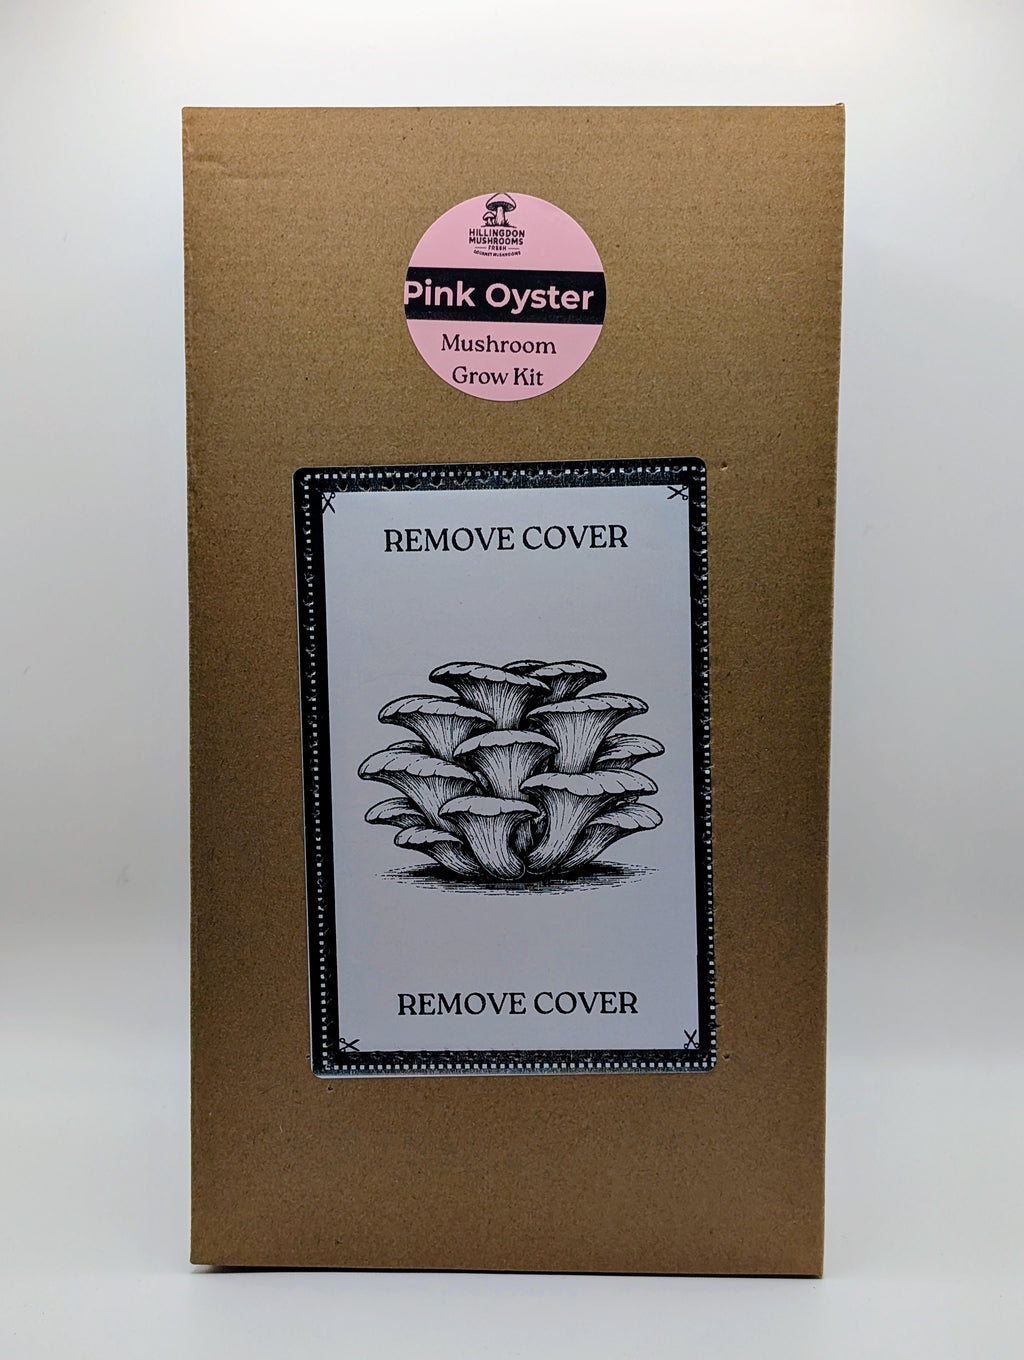 HILLINGDON
MUSHROOMS
FRESH
GOURMET MUSHROOMS
Pink Oyster
Mushroom
Grow Kit
REMOVE COVER
REMOVE COVER